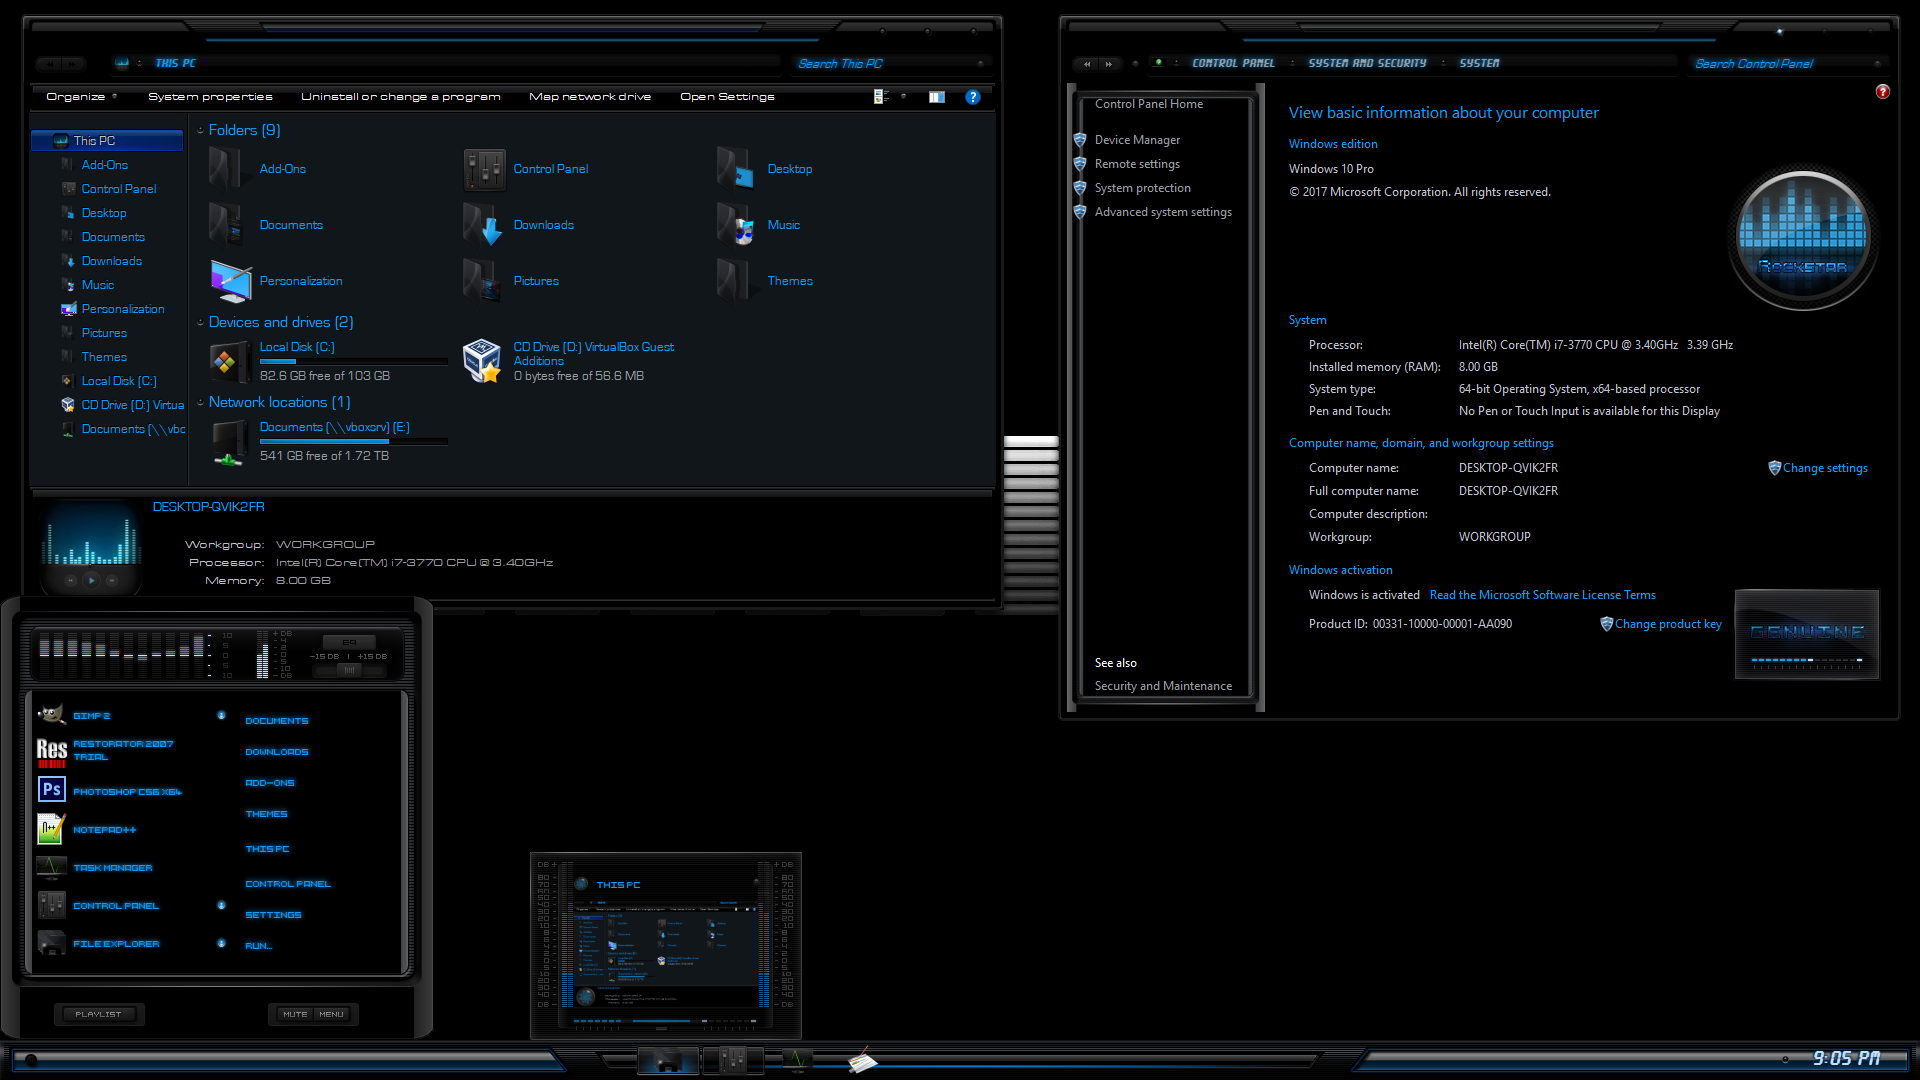 THIS PC
Search This PC
Organize
System properties
Uninstall or change a program
Map network drive
Open Settings
This PC
Add-Ons
Control Panel
Desktop
Documents
Downloads
Music
Personalization
Pictures
Themes
Local Disk (C:)
CD Drive (D:) Virtua
Documents (\\vbo
Folders (9)
Add-Ons
Control Panel
Desktop
Documents
Downloads
Music
Personalization
Pictures
Themes
Devices and drives (2)
Local Disk (C:)
82.6 GB free of 103 GB
CD Drive (D:) VirtualBox Guest
Additions
0 bytes free of 56.6 MB
Network locations (1)
Documents (\\vboxsrv) (E:)
541 GB free of 1.72 TB
DESKTOP-QVIK2FR
Workgroup: WORKGROUP
Processor: Intel(R) Core(TM) i7-3770 CPU @ 3.40GHz
Memory: 8.00 GB
CONTROL PANEL
SYSTEM AND SECURITY
SYSTEM
Search Control Panel
Control Panel Home
Device Manager
Remote settings
System protection
Advanced system settings
See also
Security and Maintenance
View basic information about your computer
Windows edition
Windows 10 Pro
© 2017 Microsoft Corporation. All rights reserved.
ROCKSTAR
System
Processor: Intel(R) Core(TM) i7-3770 CPU @ 3.40GHz 3.39 GHz
Installed memory (RAM): 8.00 GB
System type: 64-bit Operating System, x64-based processor
Pen and Touch: No Pen or Touch Input is available for this Display
Computer name, domain, and workgroup settings
Computer name: DESKTOP-QVIK2FR
Change settings
Full computer name: DESKTOP-QVIK2FR
Computer description:
Workgroup: WORKGROUP
Windows activation
Windows is activated Read the Microsoft Software License Terms
Product ID: 00331-10000-00001-AA090
Change product key
GENUINE
10
5
0
5
10
+ DB
- 4
- 2
- 0
- 5
- 10
- DB
EQ
-15 DB | +15 DB
GIMP 2
RESTORATOR 2007
TRIAL
PHOTOSHOP CS6 X64
NOTEPAD++
TASK MANAGER
CONTROL PANEL
FILE EXPLORER
Res
Ps
DOCUMENTS
DOWNLOADS
ADD-ONS
THEMES
THIS PC
CONTROL PANEL
SETTINGS
RUN...
PLAYLIST
MUTE
MENU
THIS PC
9:05 PM